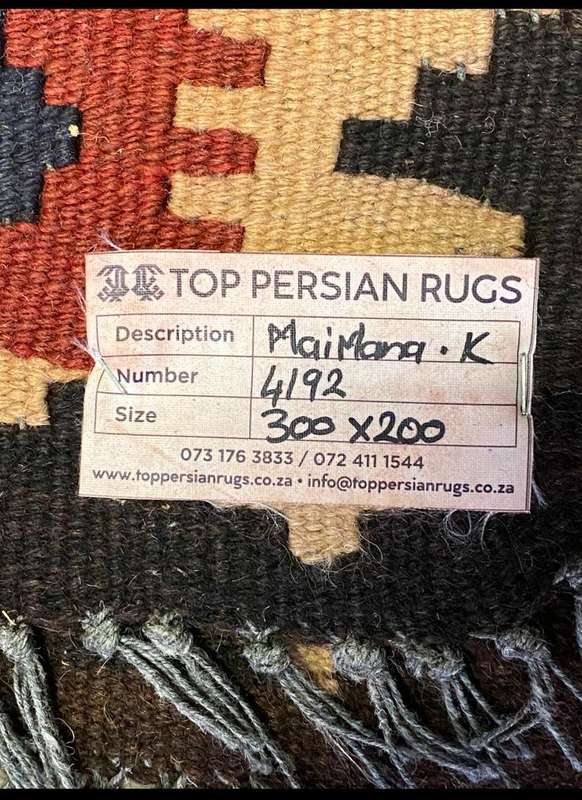 TOP PERSIAN RUGS
Description MaiMana . K
Number 4192
Size 300 x 200
073 176 3833 / 072 411 1544
www.toppersianrugs.co.za • info@toppersianrugs.co.za